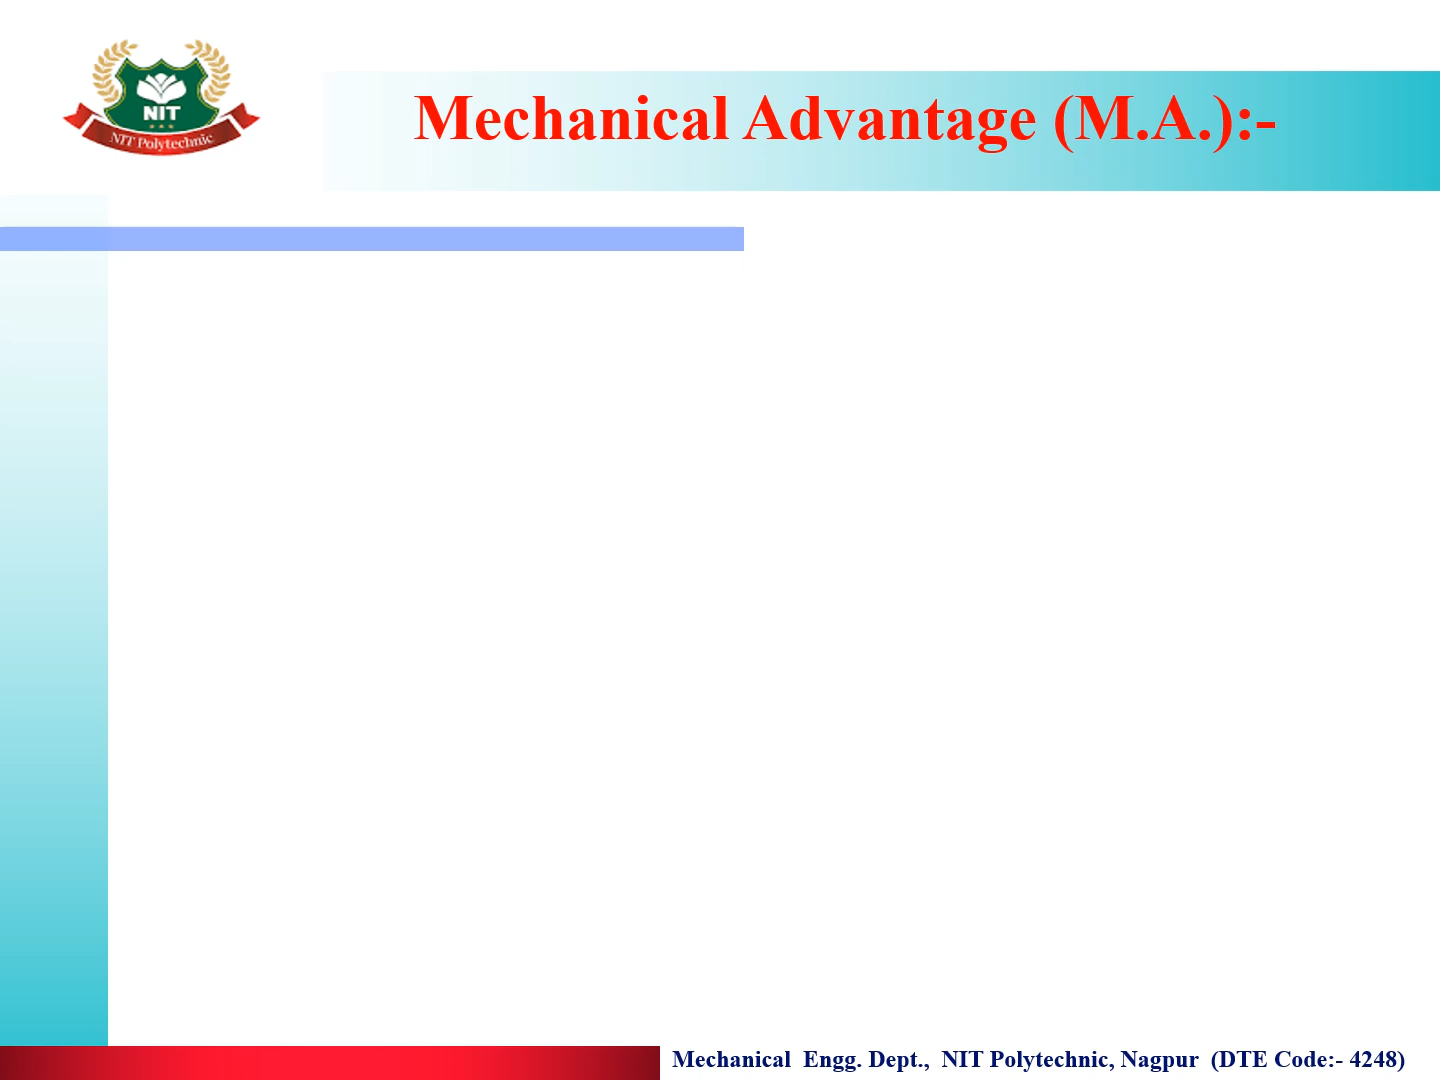 NIT
NIT Polytechnic
Mechanical Advantage (M.A.):-
Mechanical Engg. Dept., NIT Polytechnic, Nagpur (DTE Code:- 4248)